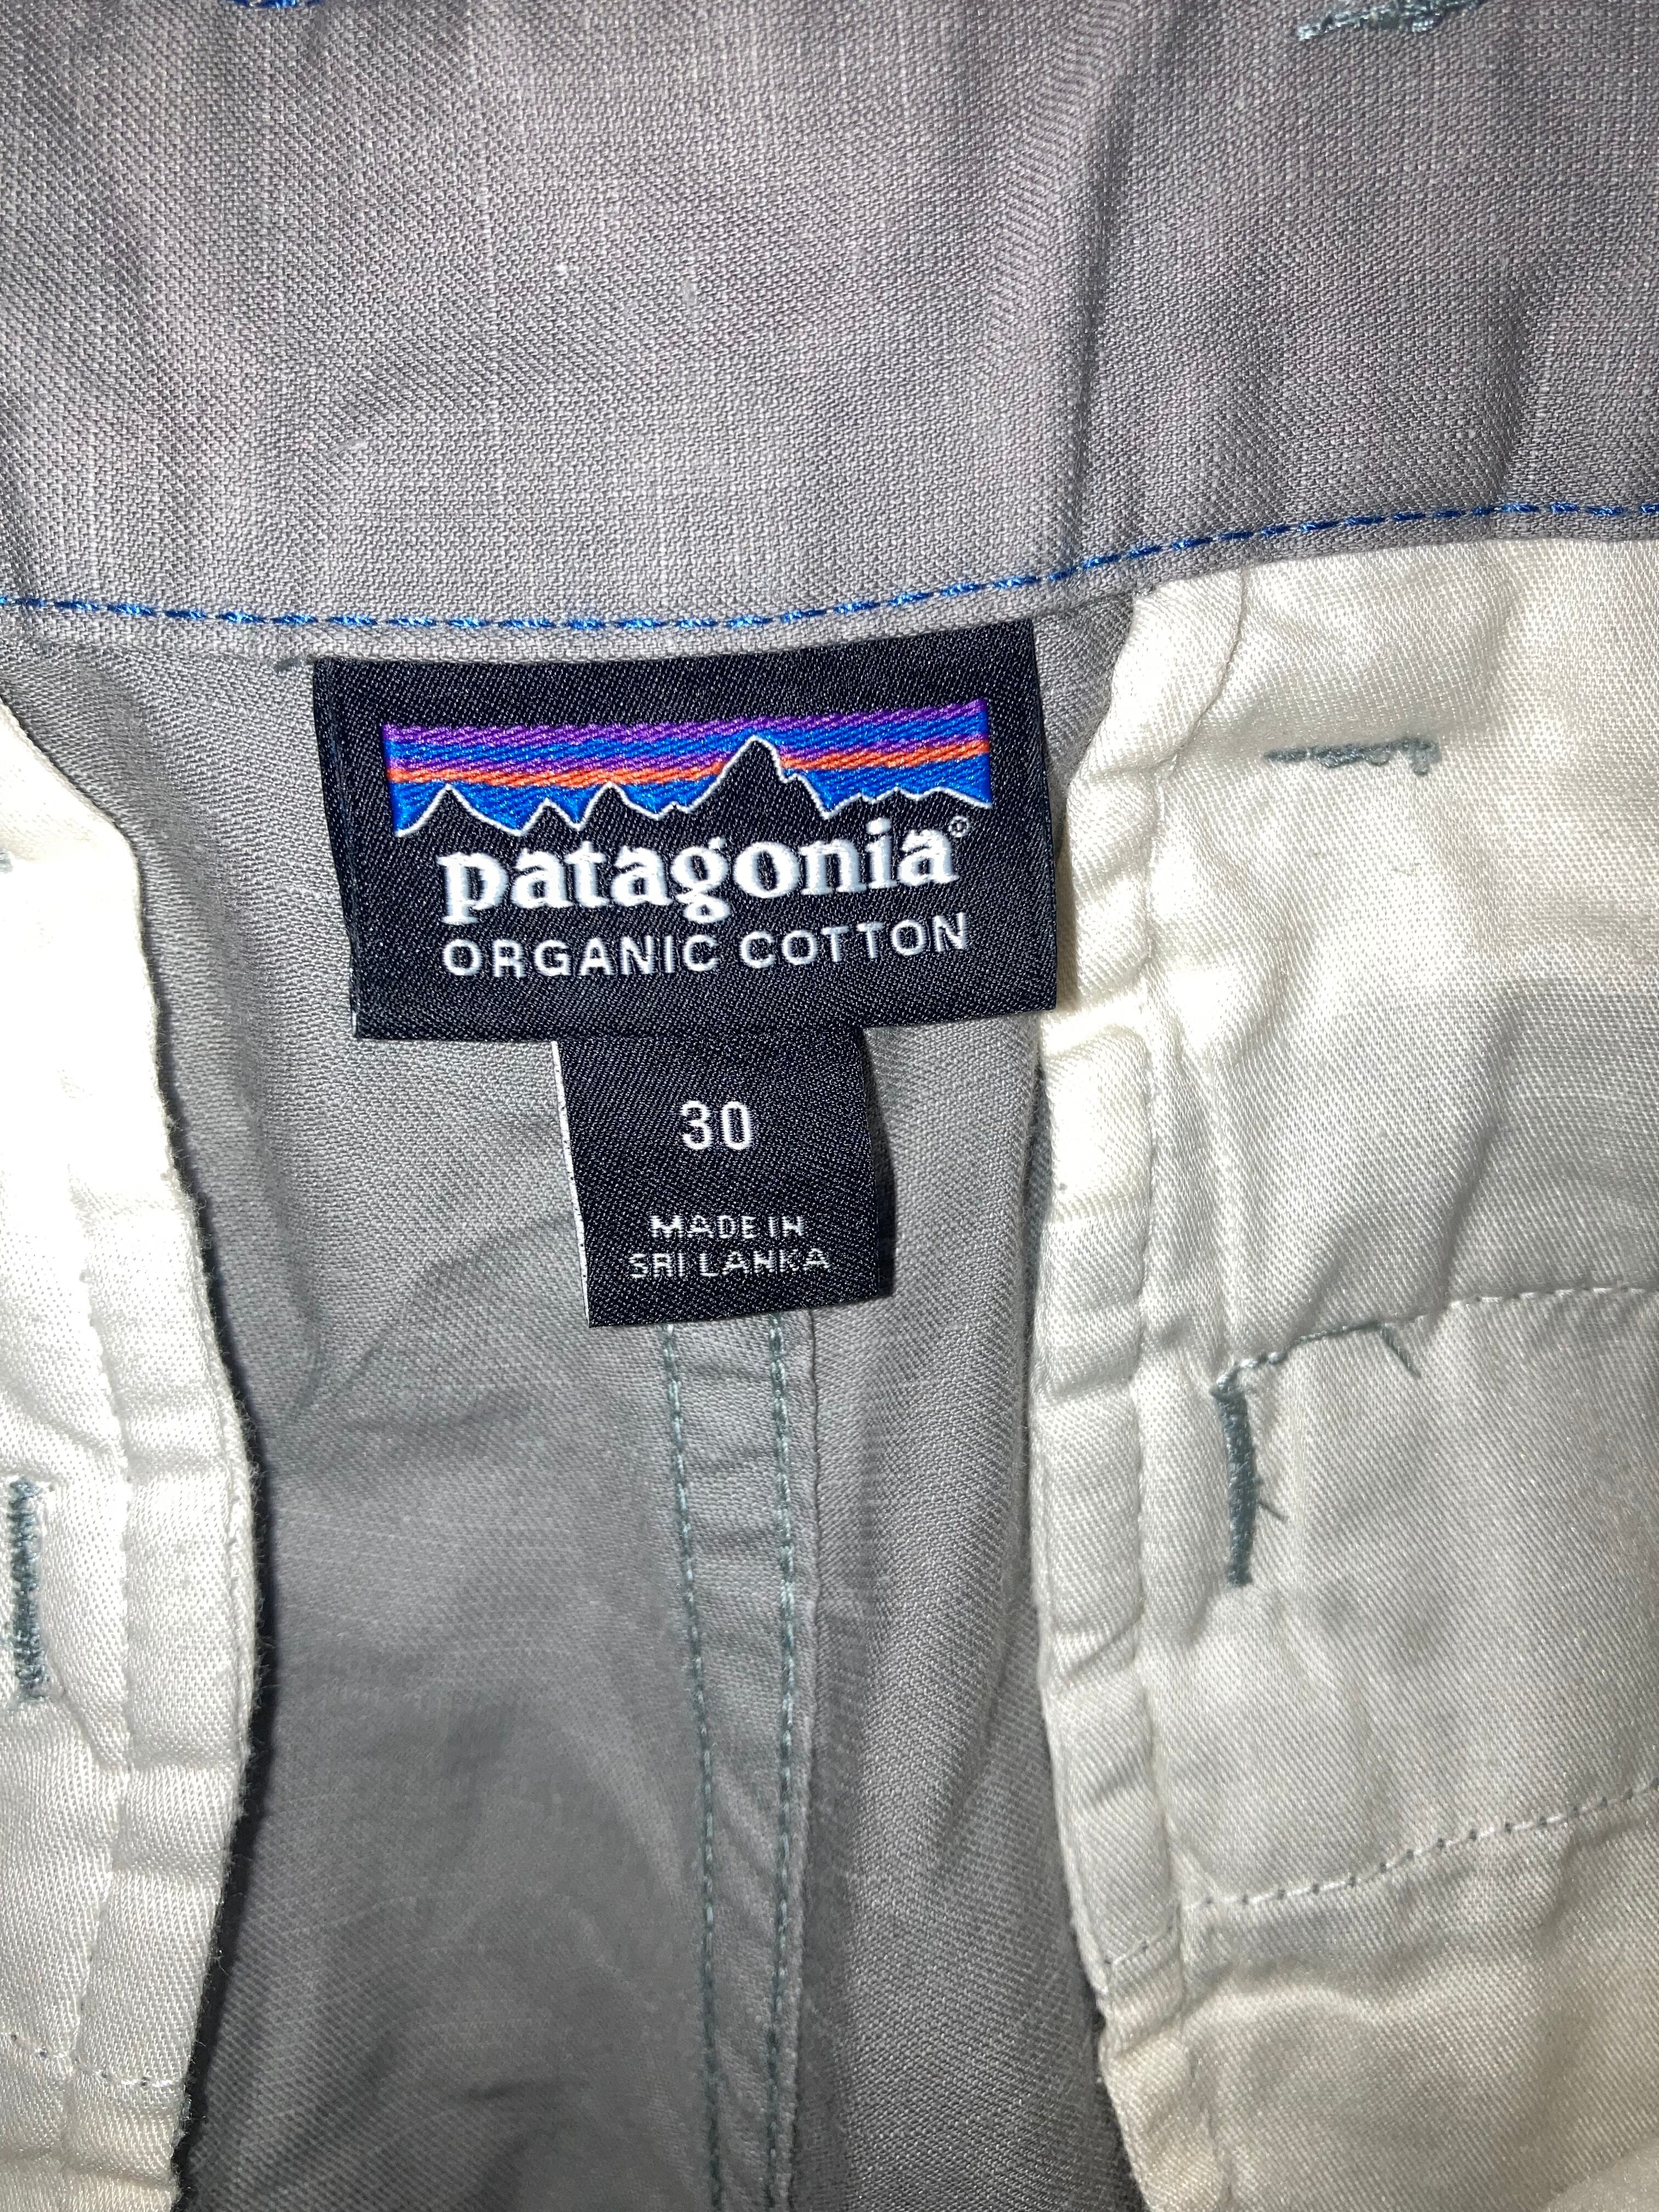 patagonia®
ORGANIC COTTON
30
MADE IN
SRI LANKA